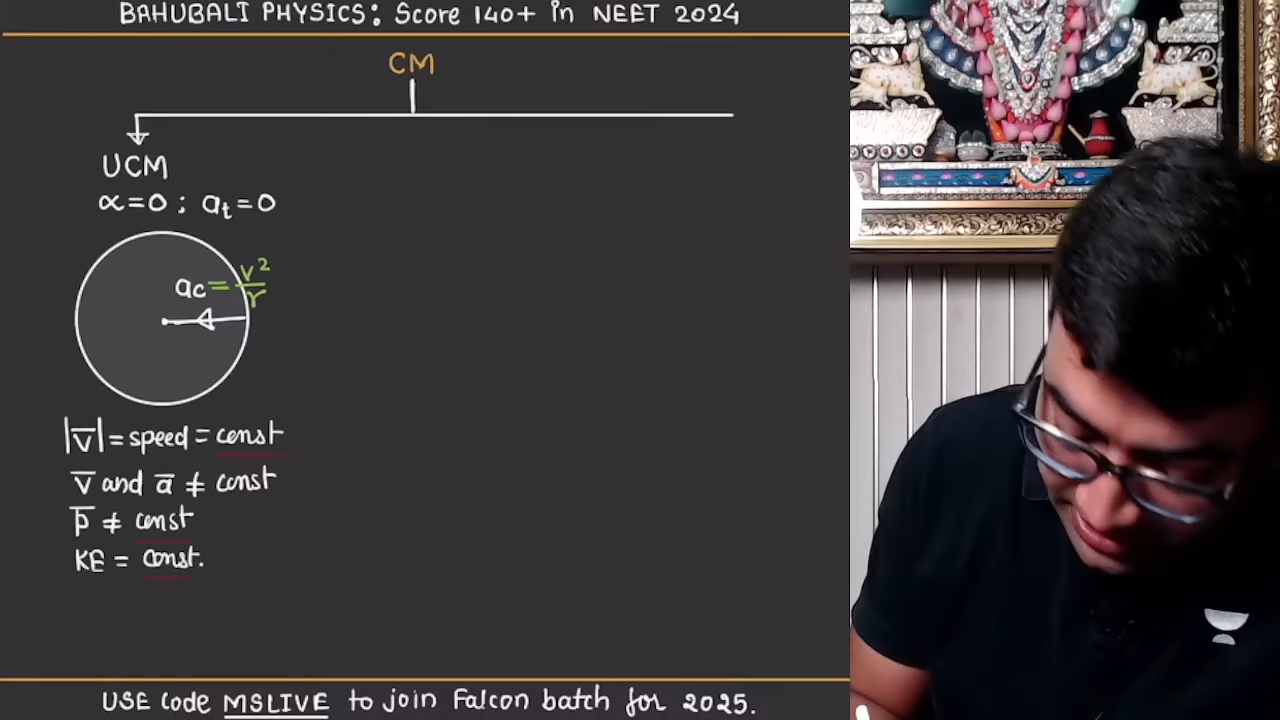 BAHUBALI PHYSICS: Score 140+ in NEET 2024
CM
UCM
α=0 ; aₜ=0
ac = v²/r
|v̅| = speed = const
v̅ and a̅ ≠ const
p̅ ≠ const
KE = const.
USE Code MSLIVE to join Falcon batch for 2025.